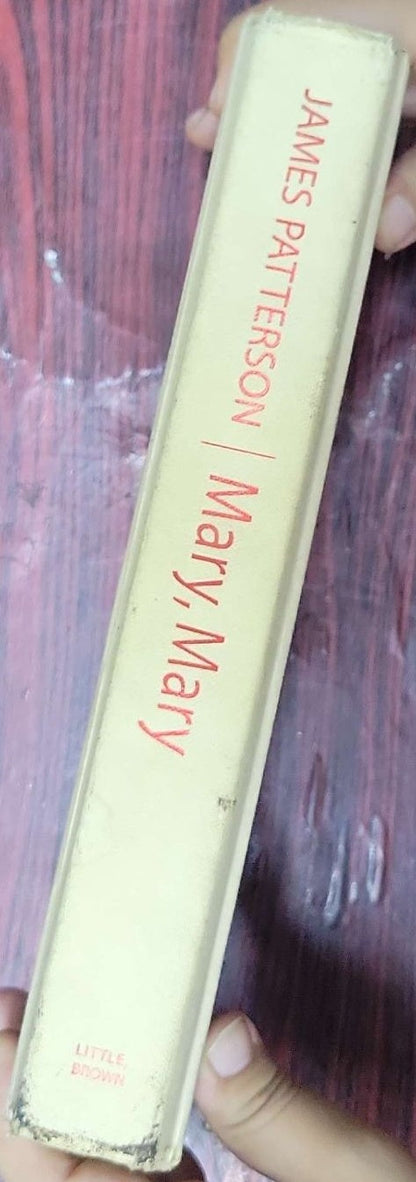 JAMES PATTERSON | Mary, Mary
LITTLE,
BROWN